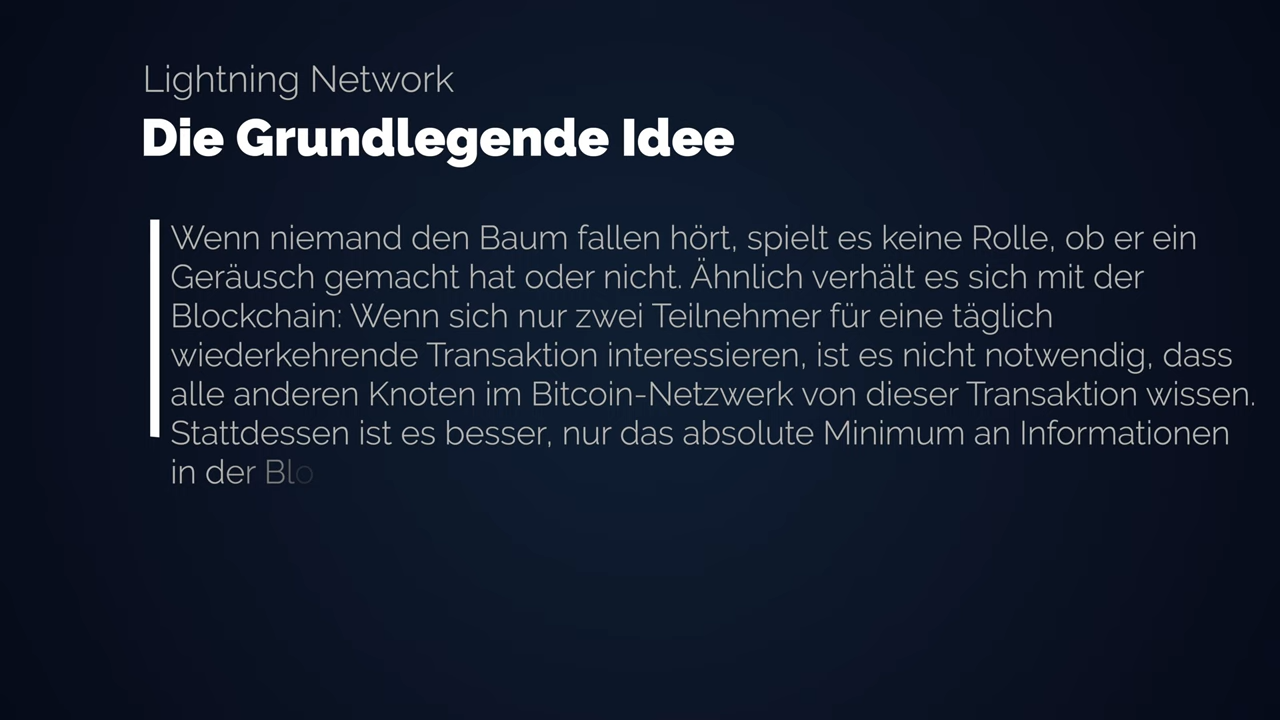 Lightning Network
Die Grundlegende Idee
Wenn niemand den Baum fallen hört, spielt es keine Rolle, ob er ein
Geräusch gemacht hat oder nicht. Ähnlich verhält es sich mit der
Blockchain: Wenn sich nur zwei Teilnehmer für eine täglich
wiederkehrende Transaktion interessieren, ist es nicht notwendig, dass
alle anderen Knoten im Bitcoin-Netzwerk von dieser Transaktion wissen.
Stattdessen ist es besser, nur das absolute Minimum an Informationen
in der Blo